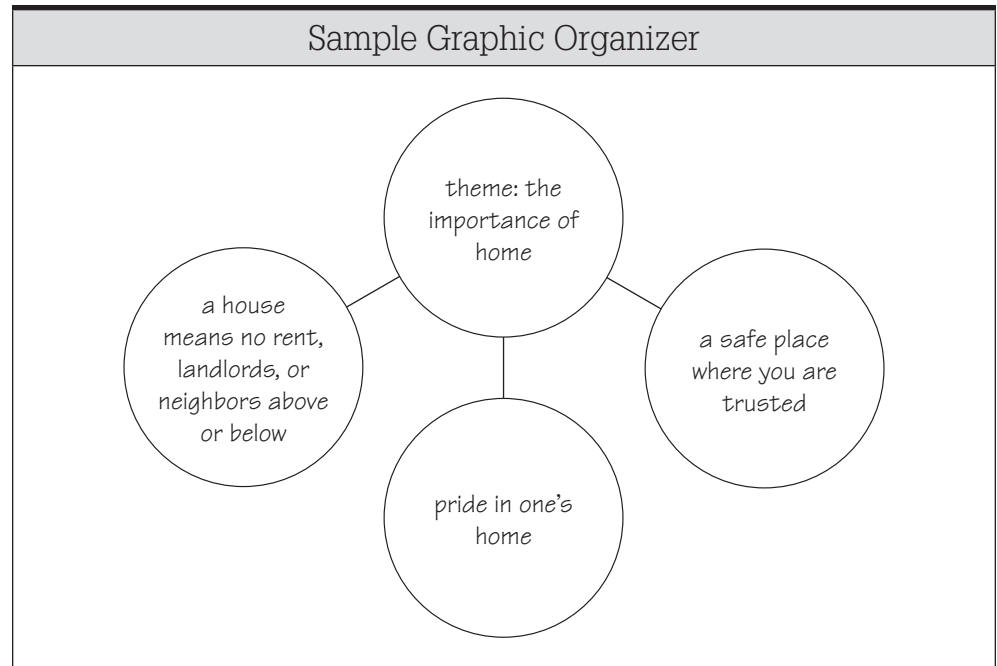 Sample Graphic Organizer
theme: the
importance of
home
a house
means no rent,
landlords, or
neighbors above
or below
a safe place
where you are
trusted
pride in one's
home